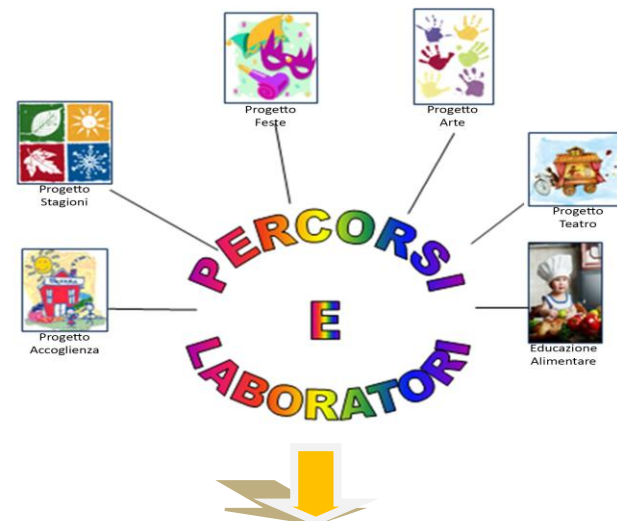 Progetto
Feste
Progetto
Arte
Progetto
Stagioni
Progetto
Teatro
Progetto
Accoglienza
Educazione
Alimentare
PERCORSI
E
LABORATORI